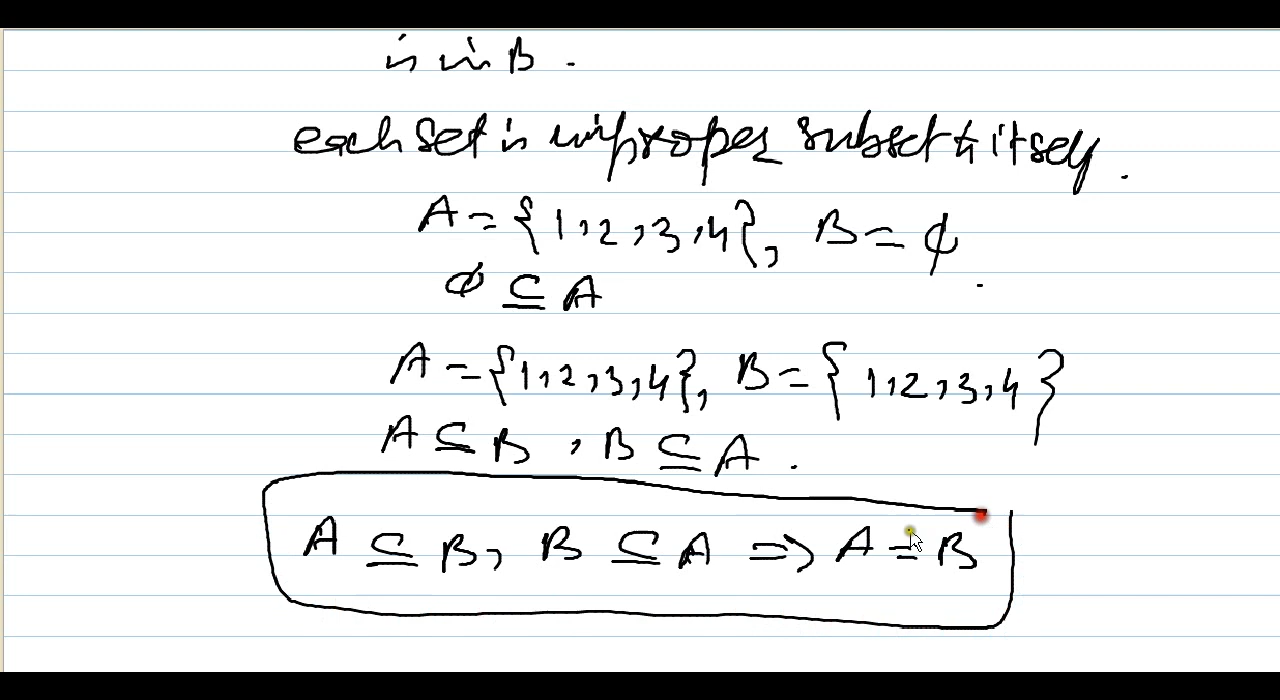 is in B.
each set is improper subset to itself.
A = {1,2,3,4}, B = ϕ.
ϕ ⊆ A
A = {1,2,3,4}, B = {1,2,3,4}
A ⊆ B, B ⊆ A.
A ⊆ B, B ⊆ A ⇒ A = B